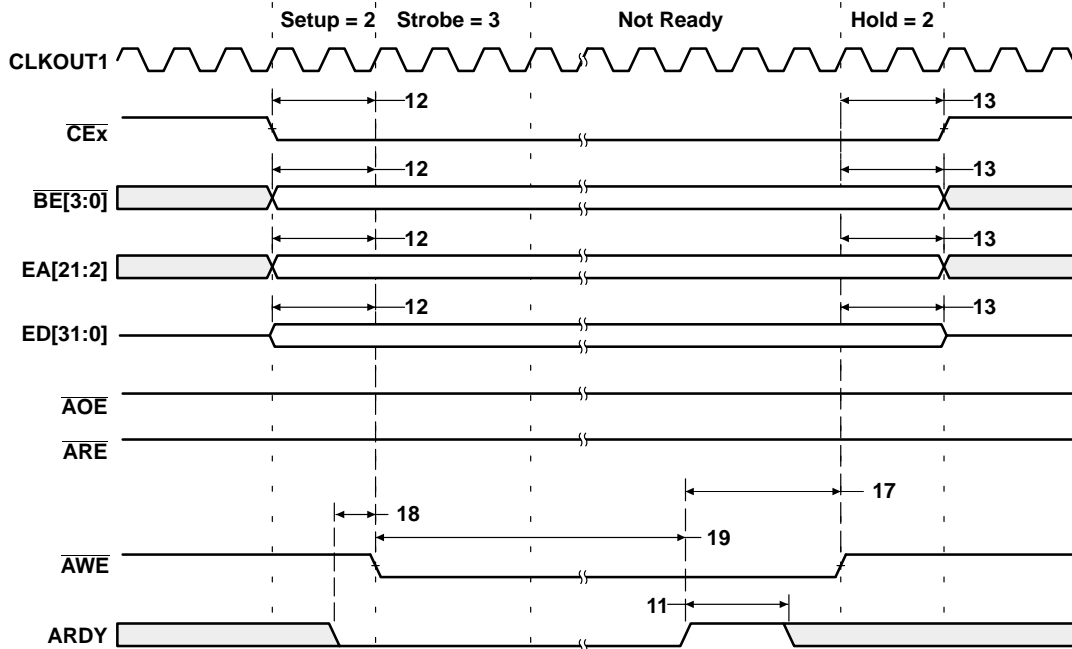 Setup = 2 Strobe = 3 Not Ready Hold = 2
CLKOUT1
12 13
CEx
12 13
BE[3:0]
12 13
EA[21:2]
12 13
ED[31:0]
AOE
ARE
17
18
19
AWE
11
ARDY